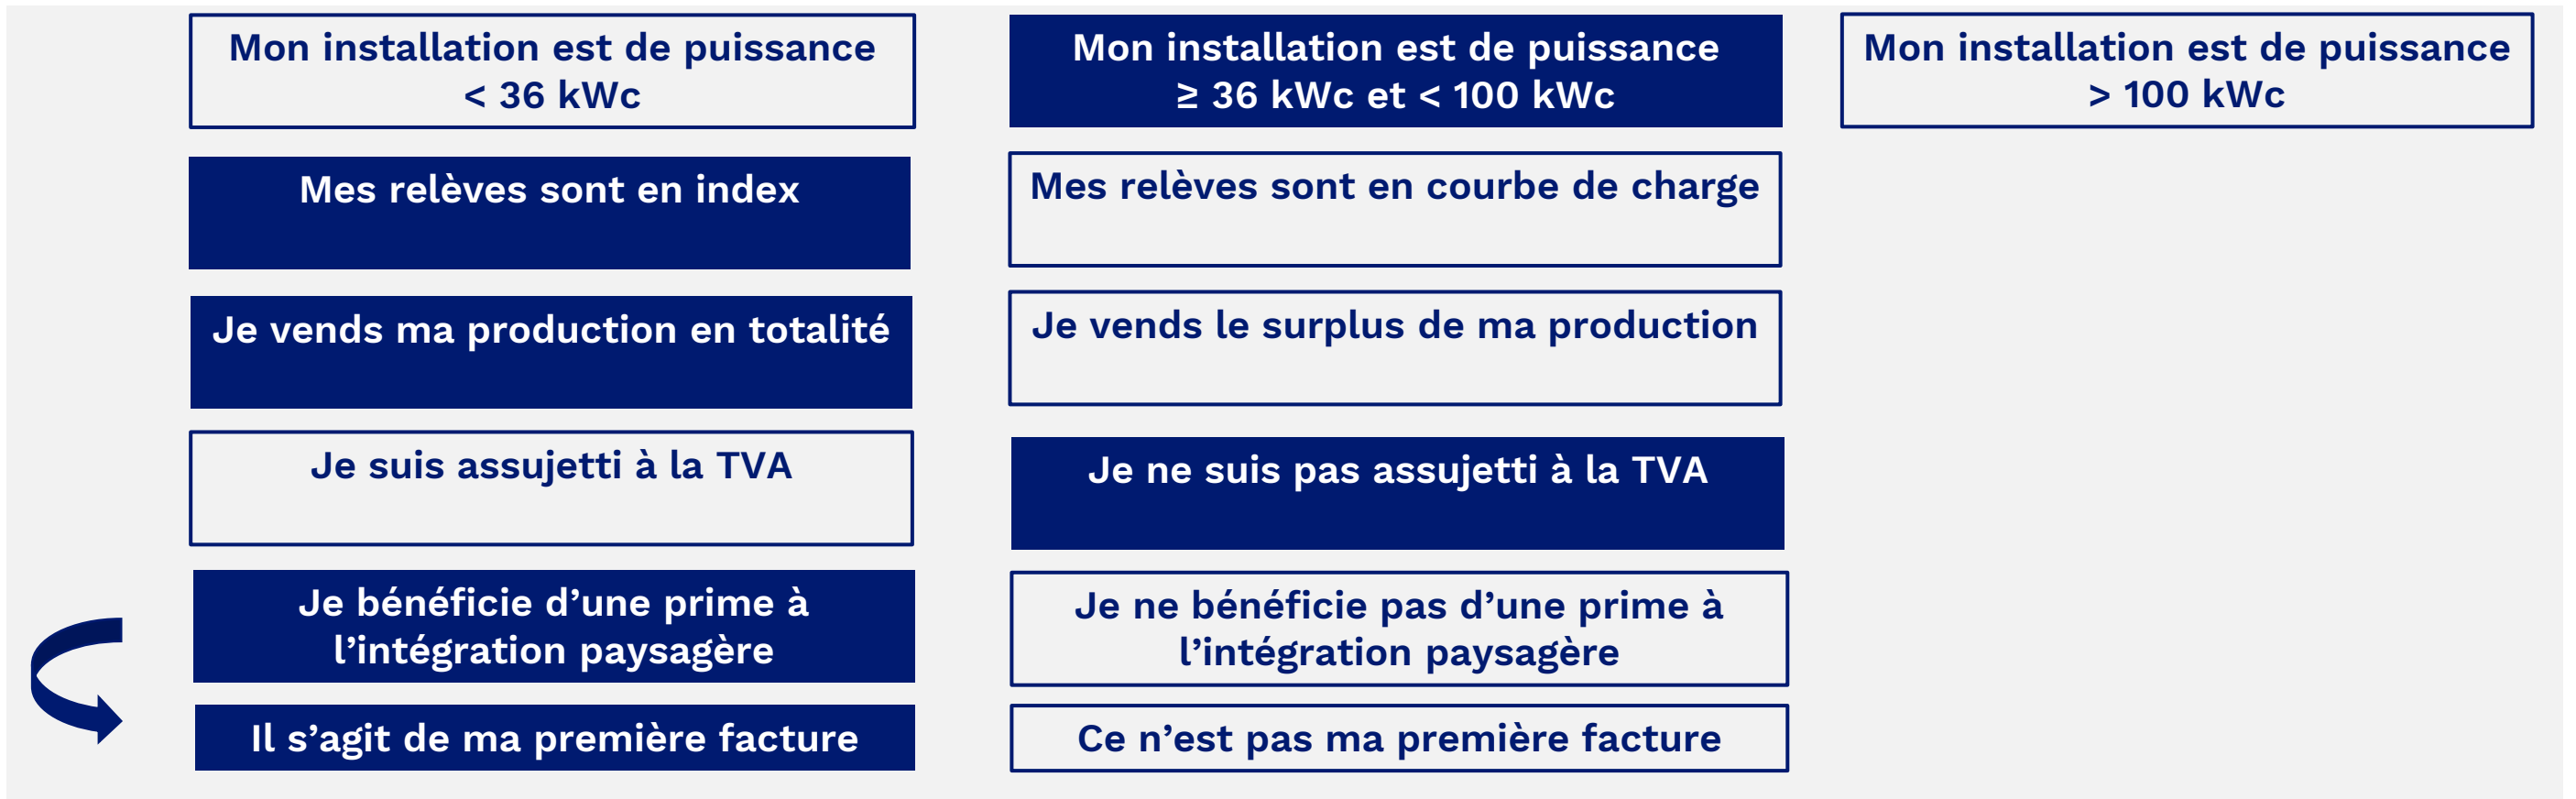 Mon installation est de puissance
< 36 kWc
Mon installation est de puissance
≥ 36 kWc et < 100 kWc
Mon installation est de puissance
> 100 kWc
Mes relèves sont en index
Mes relèves sont en courbe de charge
Je vends ma production en totalité
Je vends le surplus de ma production
Je suis assujetti à la TVA
Je ne suis pas assujetti à la TVA
Je bénéficie d’une prime à
l’intégration paysagère
Je ne bénéficie pas d’une prime à
l’intégration paysagère
Il s’agit de ma première facture
Ce n’est pas ma première facture